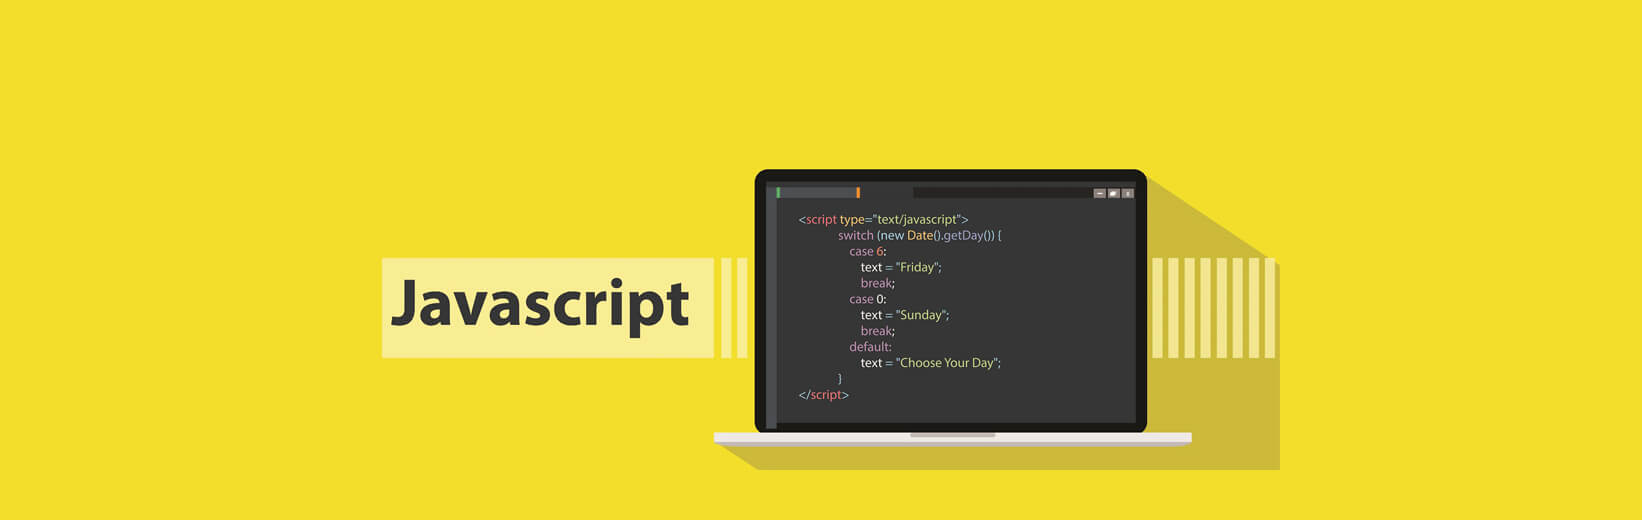 Javascript
<script type="text/javascript">
switch (new Date().getDay()) {
case 6:
text = "Friday";
break;
case 0:
text = "Sunday";
break;
default:
text = "Choose Your Day";
}
</script>